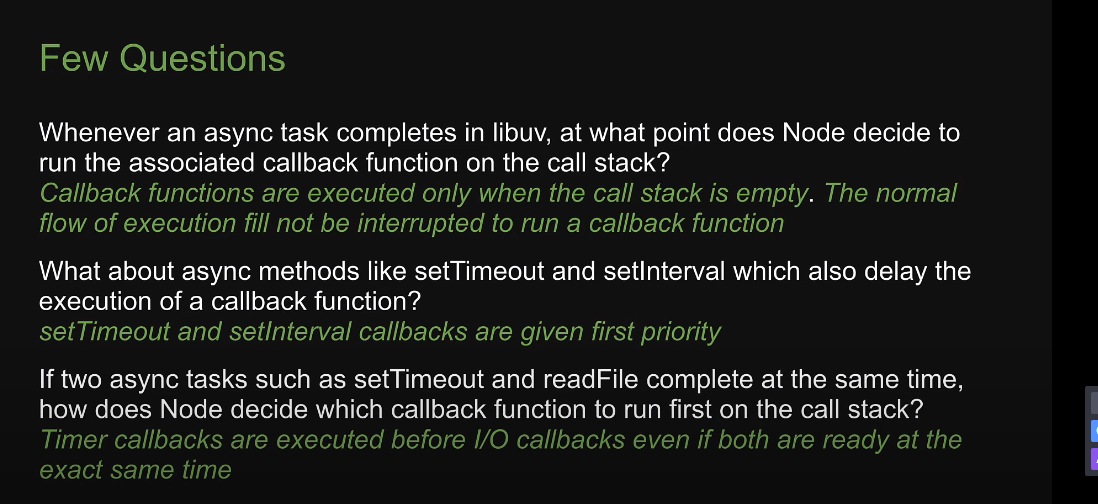 Few Questions
Whenever an async task completes in libuv, at what point does Node decide to
run the associated callback function on the call stack?
Callback functions are executed only when the call stack is empty. The normal
flow of execution fill not be interrupted to run a callback function
What about async methods like setTimeout and setInterval which also delay the
execution of a callback function?
setTimeout and setInterval callbacks are given first priority
If two async tasks such as setTimeout and readFile complete at the same time,
how does Node decide which callback function to run first on the call stack?
Timer callbacks are executed before I/O callbacks even if both are ready at the
exact same time